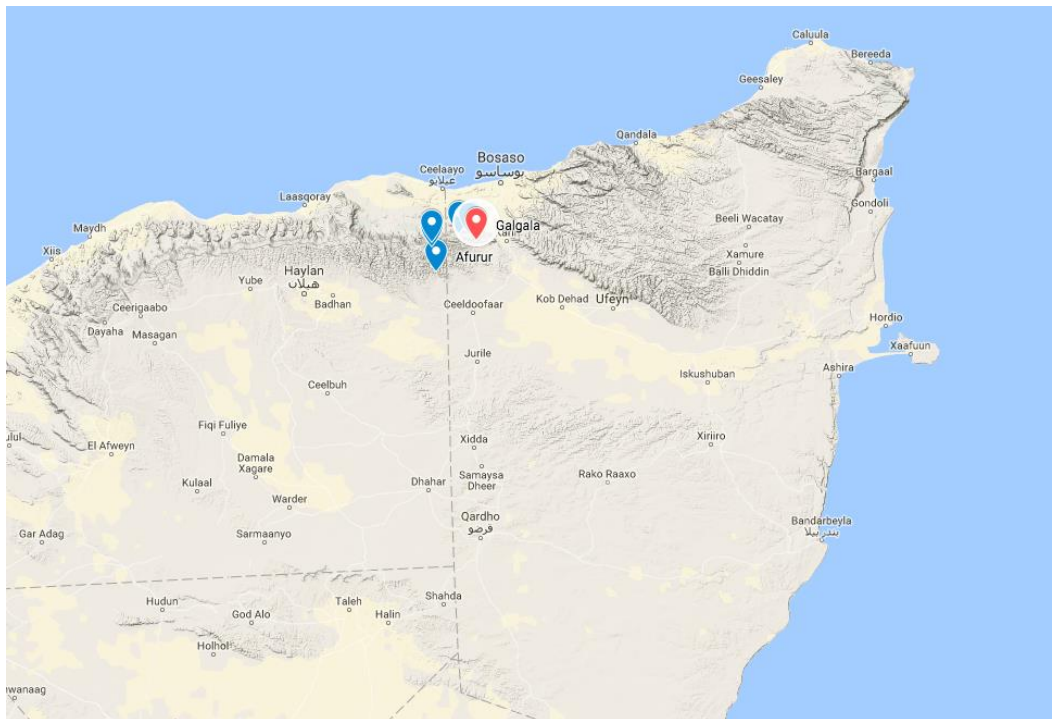 Caluula
Bereeda
Geesaley
Qandala
Bosaso
بوساسو
Ceelaayo
عيلايو
Bargaal
Laasqoray
Gondoli
Galgala
Beeli Wacatay
Maydh
Xiis
Afurur
Xamure
Balli Dhiddin
Haylan
هيلان
Yube
Badhan
Kob Dehad
Ufeyn
Ceerigaabo
Ceeldoofaar
Hordio
Dayaha
Masagan
Xaafuun
Jurile
Ashira
Iskushuban
Ceelbuh
Fiqi Fuliye
El Afweyn
Xidda
Xiriiro
Damala
Xagare
Samaysa
Dheer
Rako Raaxo
Kulaal
Dhahar
Warder
Qardho
قرضو
Bandarbeyla
بندر بيلا
Gar Adag
Sarmaanyo
Shahda
Hudun
Taleh
God Alo
Halin
Holhol